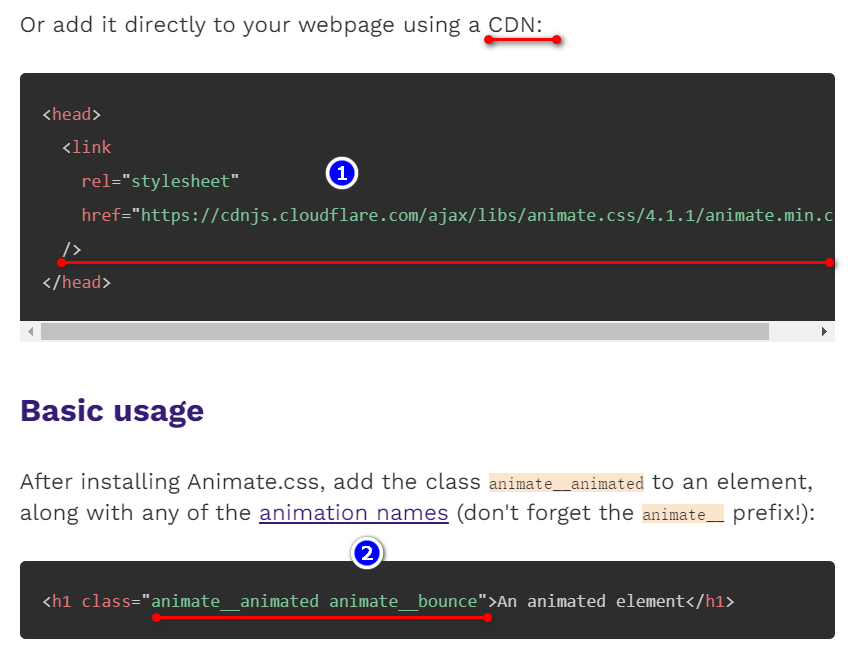 Or add it directly to your webpage using a CDN:
<head>
<link
rel="stylesheet"
1
href="https://cdnjs.cloudflare.com/ajax/libs/animate.css/4.1.1/animate.min.c
/>
</head>
Basic usage
After installing Animate.css, add the class animate__animated to an element,
along with any of the animation names (don't forget the animate__ prefix!):
2
<h1 class="animate__animated animate__bounce">An animated element</h1>